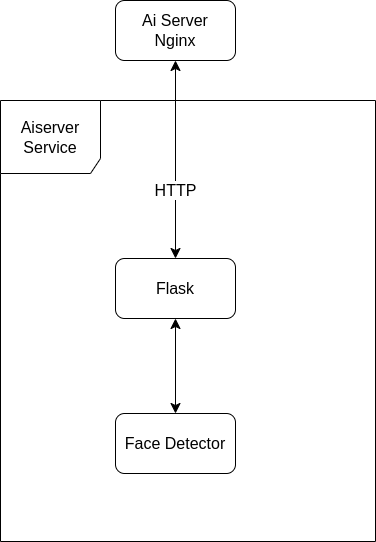 Ai Server
Nginx
Aiserver
Service
HTTP
Flask
Face Detector